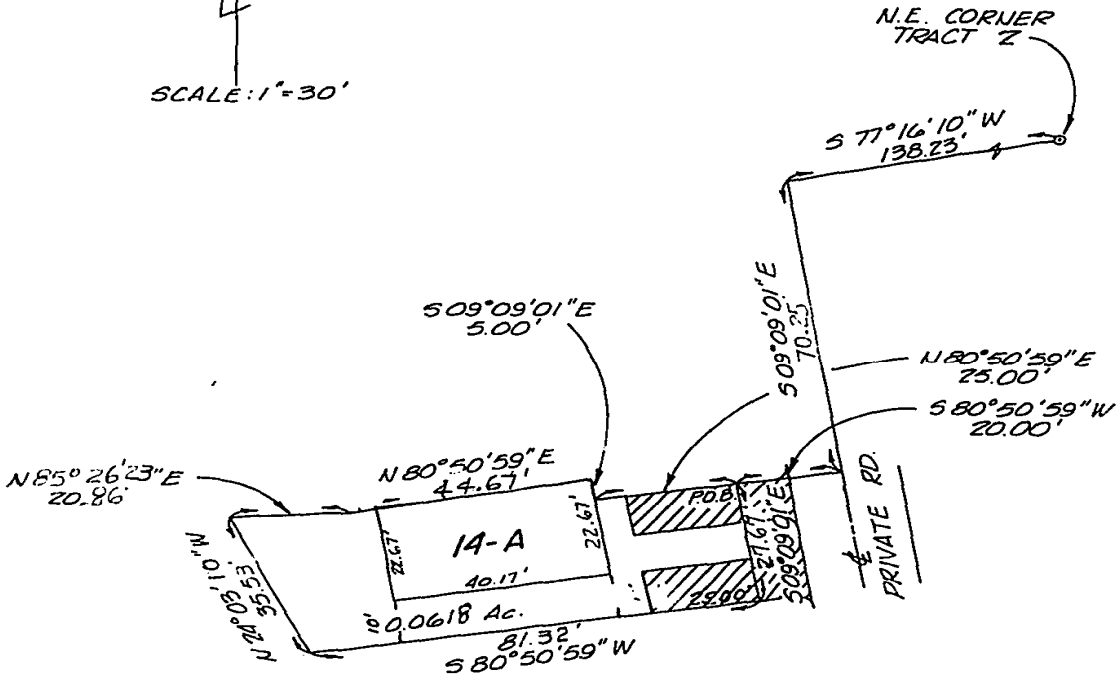 N.E. CORNER
TRACT Z
SCALE: 1"=30'
S 77°16'10" W
138.23'
S 09°09'01" E
70.25
S 09°09'01" E
5.00'
N 80°50'59" E
25.00'
S 80°50'59" W
20.00'
N 85° 26'23" E
20.86'
N 80°50'59" E
44.67'
P.O.B.
22.67'
14-A
22.67'
27.67'
S 09°09'01" E
PRIVATE RD.
40.17'
25.00'
N 24°03'10" W
35.53'
10'
0.0618 Ac.
81.32'
S 80°50'59" W